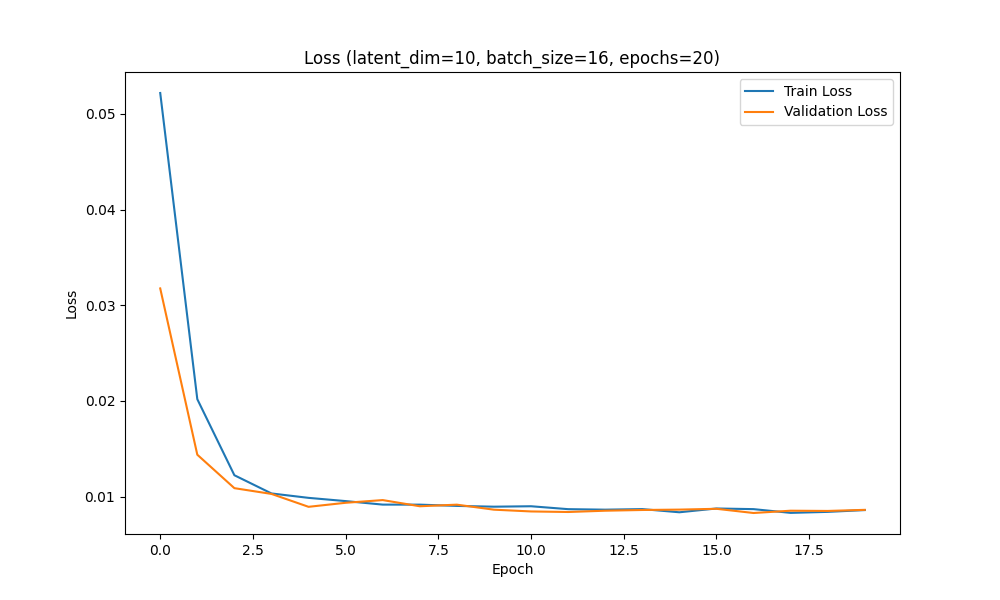 Loss (latent_dim=10, batch_size=16, epochs=20)
Train Loss
Validation Loss
0.05
0.04
0.03
0.02
0.01
Loss
0.0 2.5 5.0 7.5 10.0 12.5 15.0 17.5
Epoch